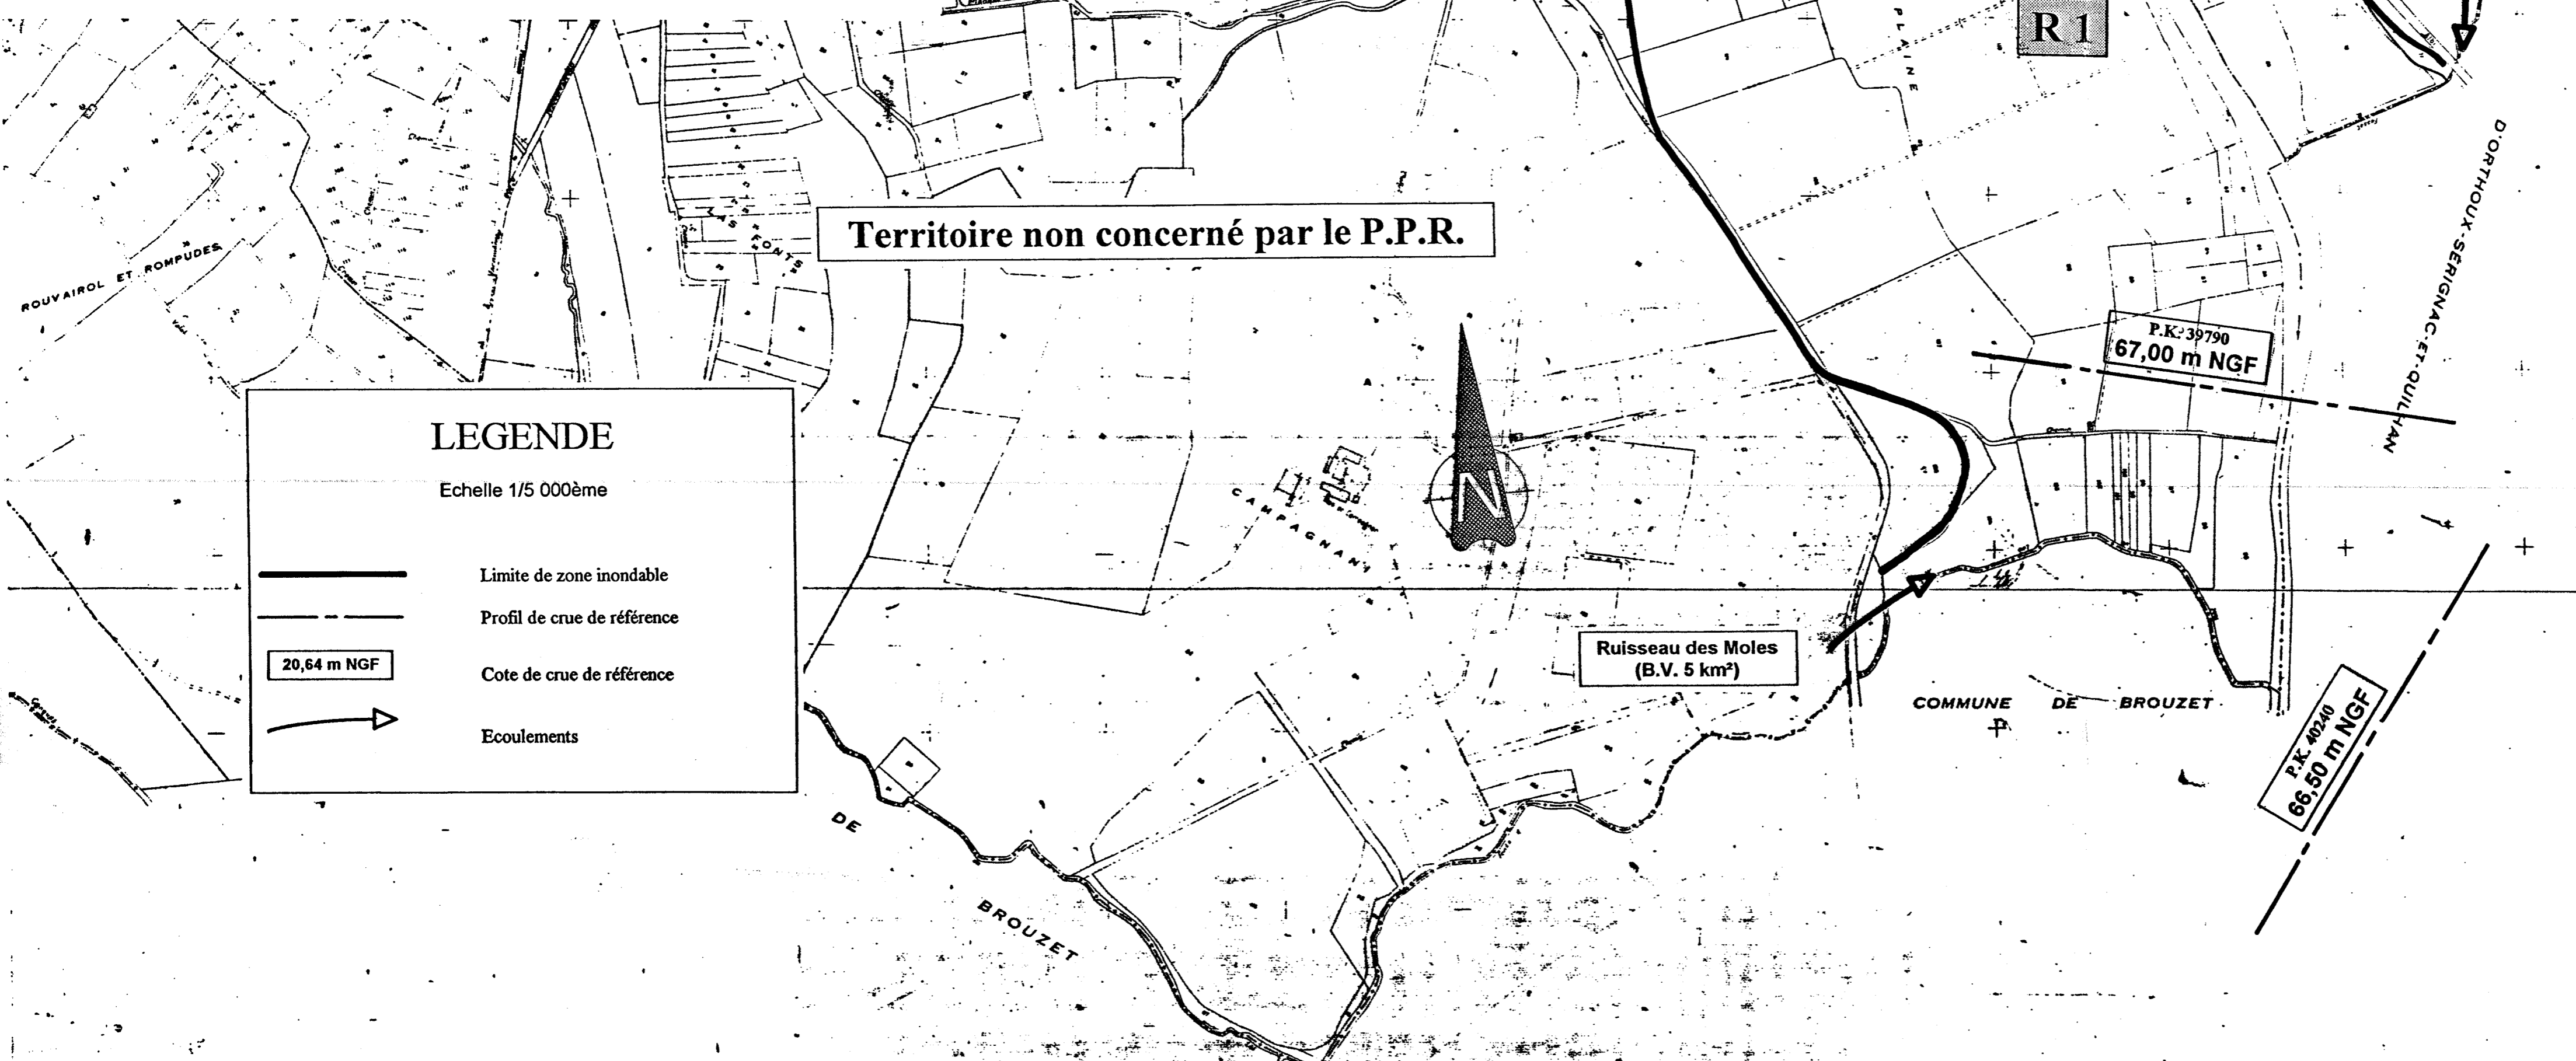 R 1
PLAINE
D'ORTHOUX-SÉRIGNAC-ET-QUILHAN
LAS FONTS
Territoire non concerné par le P.P.R.
ROUVAIROL ET ROMPUDES
P.K. 39790
67,00 m NGF
LEGENDE
Echelle 1/5 000ème
Limite de zone inondable
Profil de crue de référence
20,64 m NGF
Cote de crue de référence
Ecoulements
N
CAMPAGNAN
Ruisseau des Moles
(B.V. 5 km²)
COMMUNE DE BROUZET
P.K. 40240
66,50 m NGF
DE
BROUZET